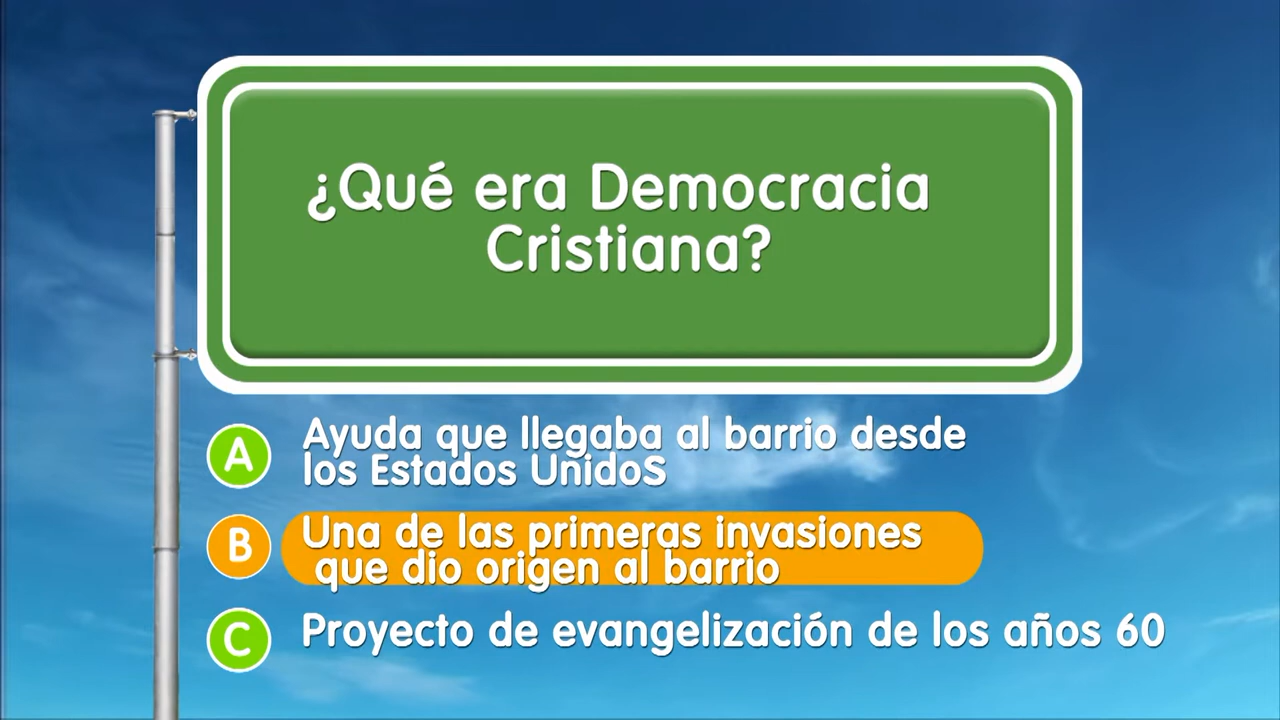 ¿Qué era Democracia
Cristiana?
A Ayuda que llegaba al barrio desde
los Estados UnidoS
B Una de las primeras invasiones
que dio origen al barrio
C Proyecto de evangelización de los años 60